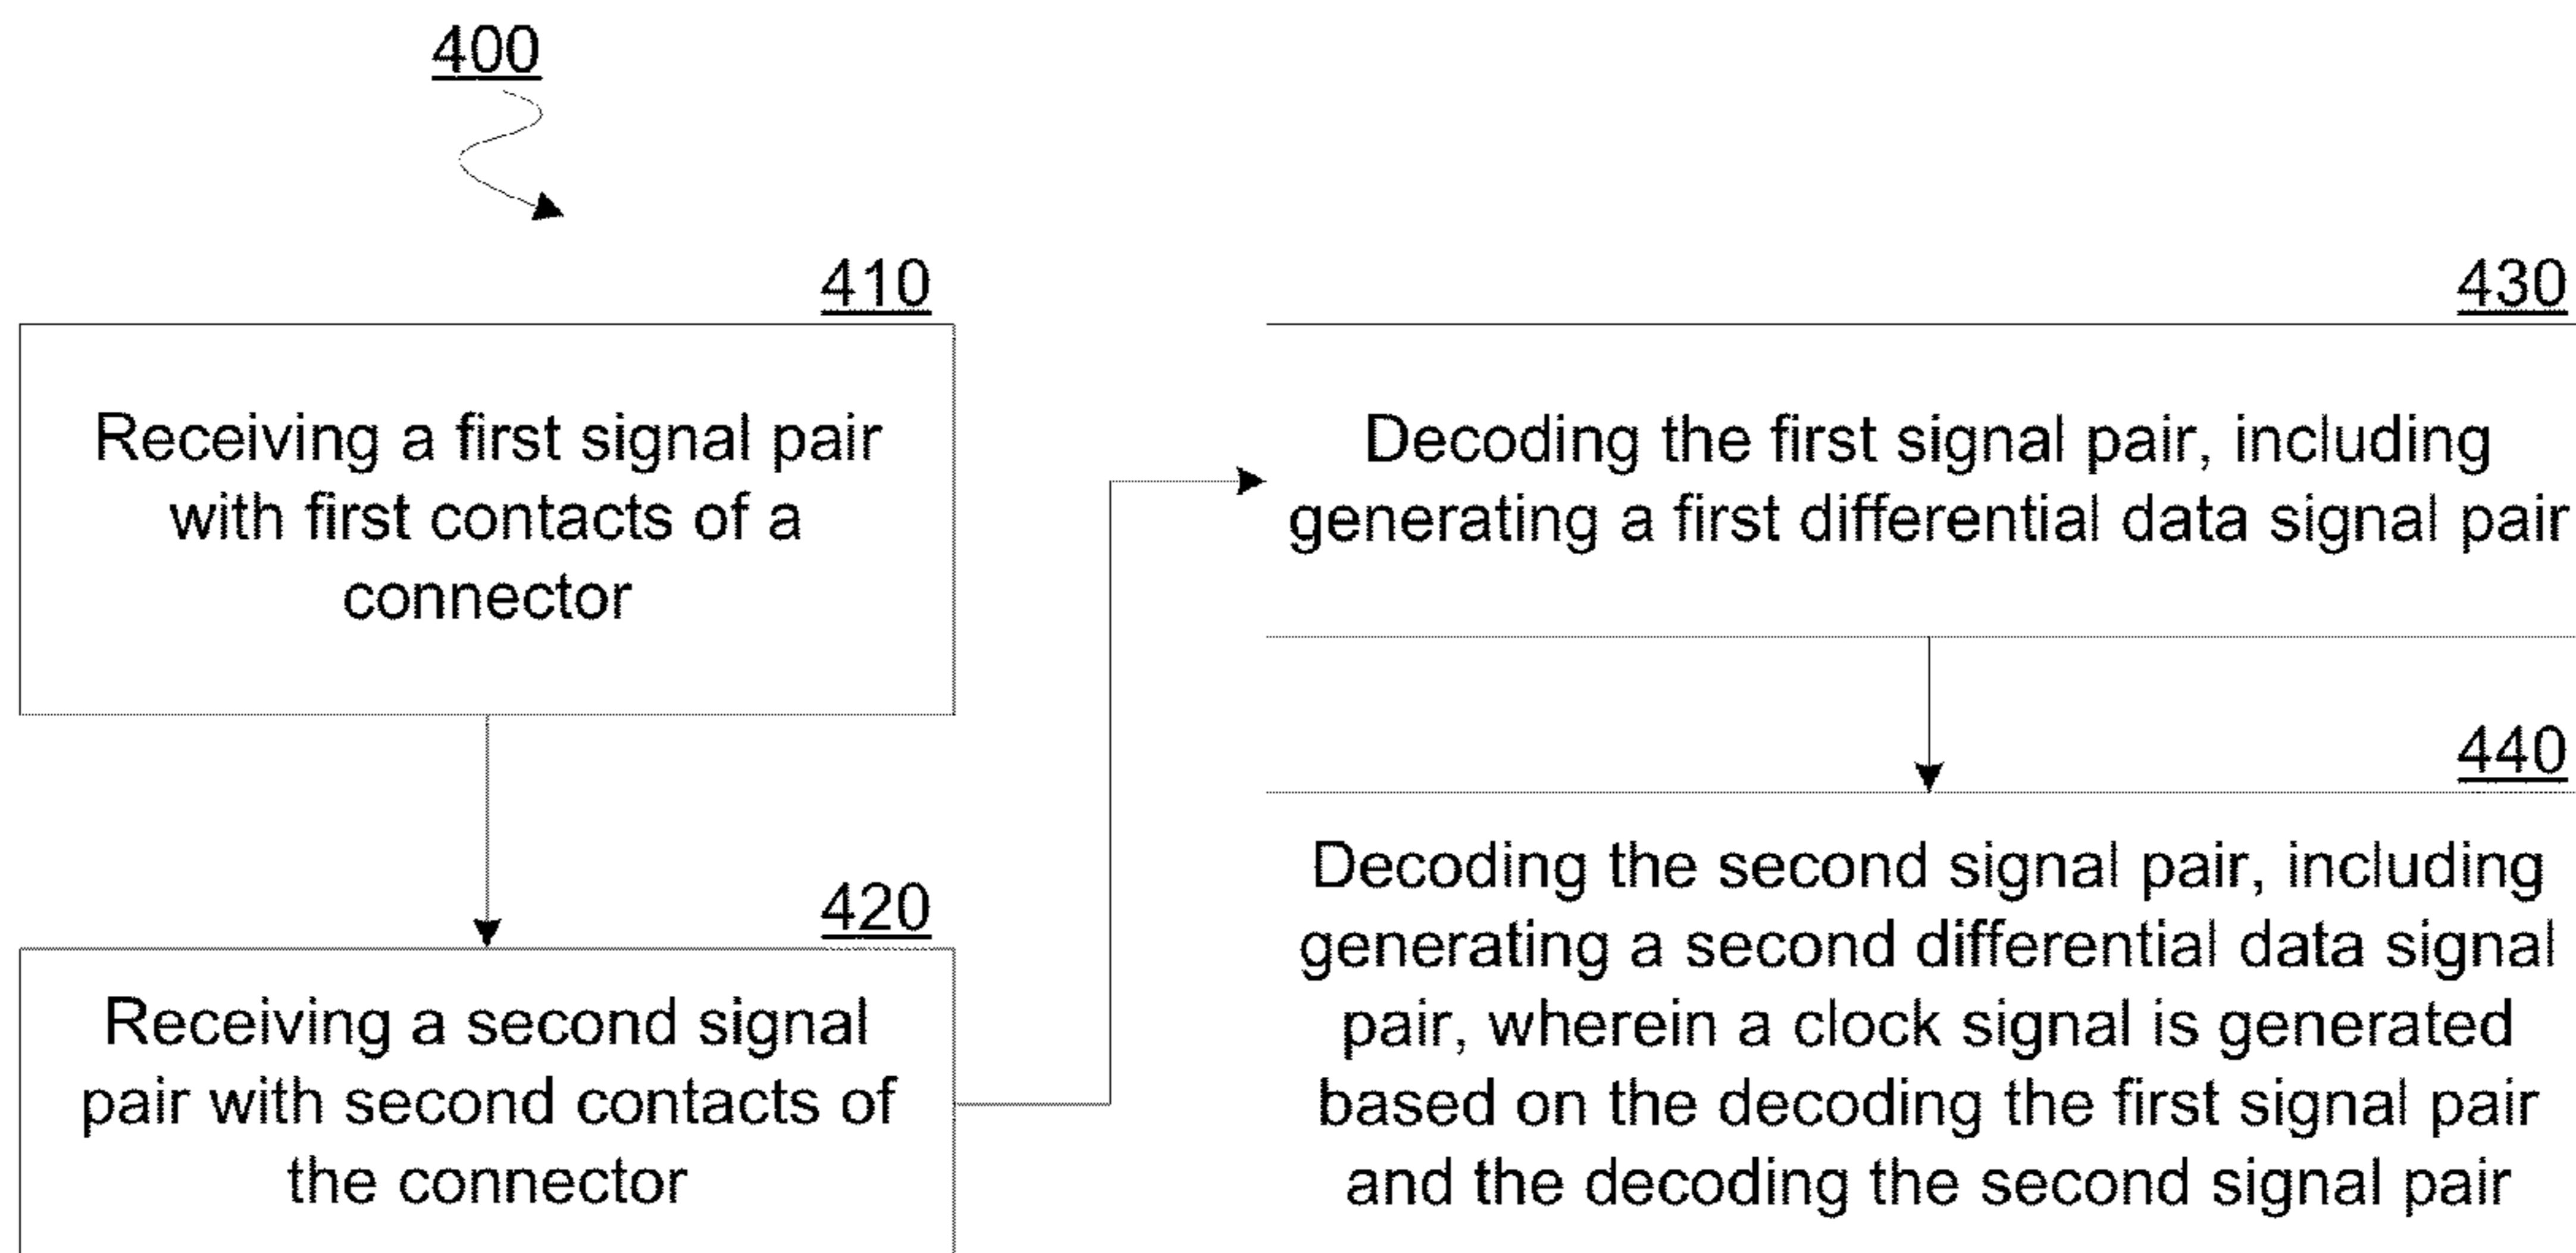 400
410
Receiving a first signal pair
with first contacts of a
connector
420
Receiving a second signal
pair with second contacts of
the connector
430
Decoding the first signal pair, including
generating a first differential data signal pair
440
Decoding the second signal pair, including
generating a second differential data signal
pair, wherein a clock signal is generated
based on the decoding the first signal pair
and the decoding the second signal pair